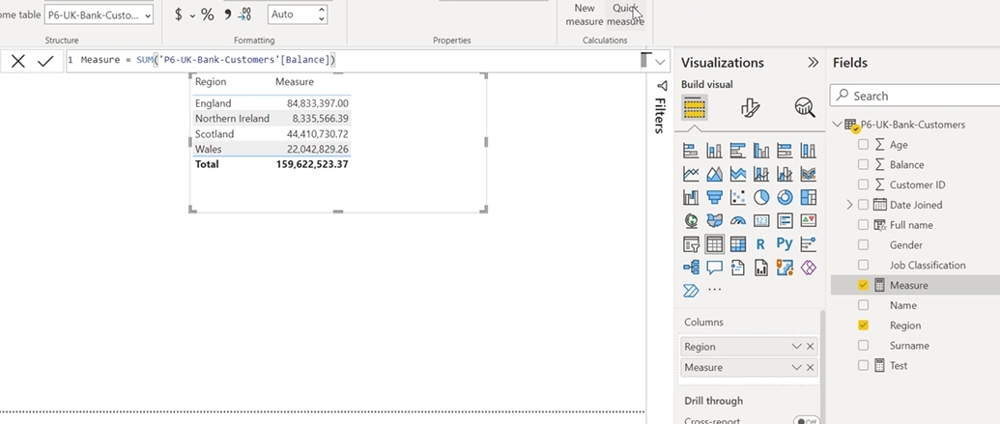 ome table P6-UK-Bank-Custo...
$ % Auto
New measure
Quick measure
Structure
Formatting
Properties
Calculations
1 Measure = SUM('P6-UK-Bank-Customers'[Balance])
Region Measure
England 84,833,397.00
Northern Ireland 8,335,566.39
Scotland 44,410,730.72
Wales 22,042,829.26
Total 159,622,523.37
Filters
Visualizations
Build visual
123
R
Py
...
Columns
Region
Measure
Drill through
Cross-report
Off
Fields
Search
P6-UK-Bank-Customers
Age
Balance
Customer ID
Date Joined
Full name
Gender
Job Classification
Measure
Name
Region
Surname
Test